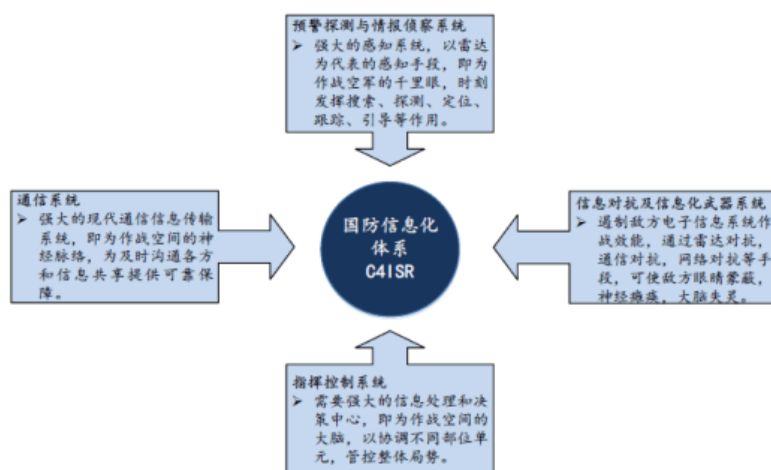 预警探测与情报侦察系统
➢ 强大的感知系统，以雷达
为代表的感知手段，即为
作战空军的千里眼，时刻
发挥搜索、探测、定位、
跟踪、引导等作用。
通信系统
➢ 强大的现代通信信息传输
系统，即为作战空间的神
经脉络，为及时沟通各方
和信息共享提供可靠保
障。
国防信息化
体系
C4ISR
信息对抗及信息化武器系统
➢ 遏制敌方电子信息系统作
战效能，通过雷达对抗，
通信对抗，网络对抗等手
段，可使敌方眼睛蒙蔽，
神经瘫痪，大脑失灵。
指挥控制系统
➢ 需要强大的信息处理和决
策中心，即为作战空间的
大脑，以协调不同部位单
元，管控整体局势。